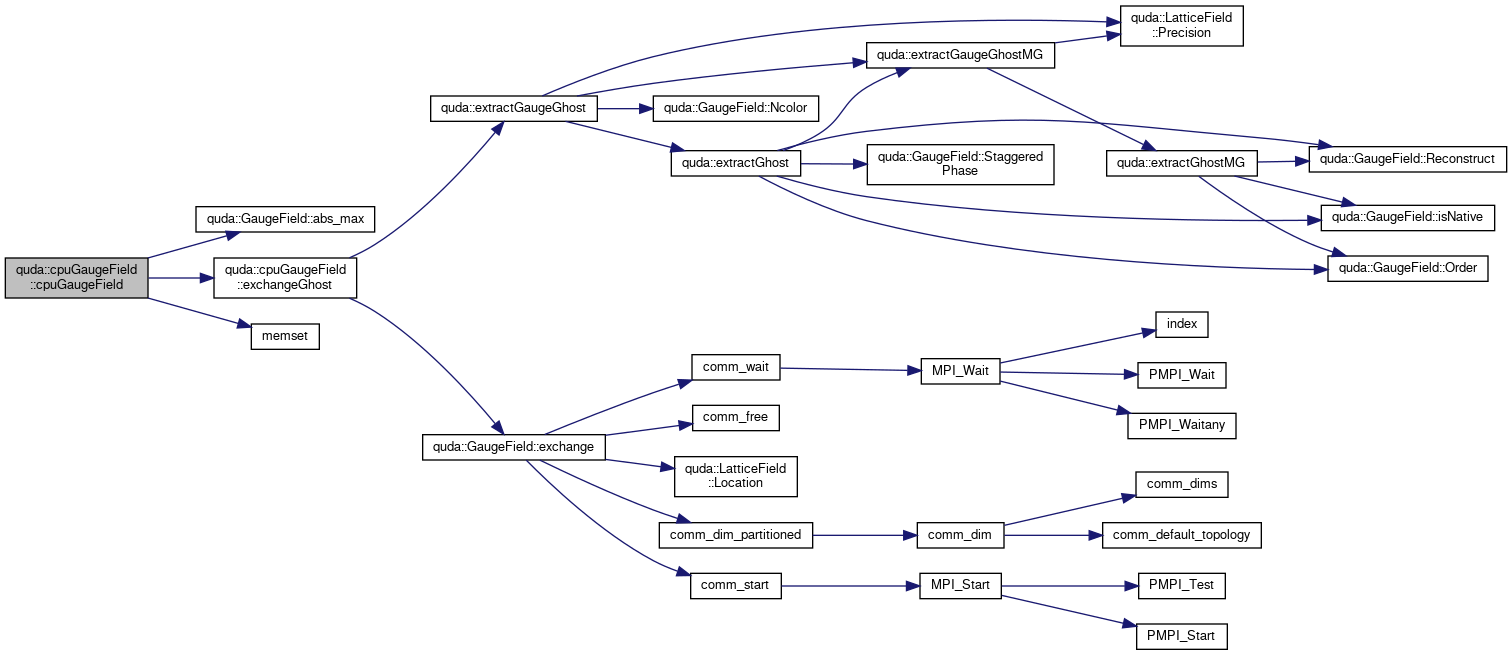 quda::cpuGaugeField
::cpuGaugeField
quda::GaugeField::abs_max
quda::cpuGaugeField
::exchangeGhost
memset
quda::extractGaugeGhost
quda::LatticeField
::Precision
quda::extractGaugeGhostMG
quda::GaugeField::Ncolor
quda::extractGhost
quda::GaugeField::Staggered
Phase
quda::extractGhostMG
quda::GaugeField::Reconstruct
quda::GaugeField::isNative
quda::GaugeField::Order
quda::GaugeField::exchange
comm_wait
MPI_Wait
index
PMPI_Wait
PMPI_Waitany
comm_free
quda::LatticeField
::Location
comm_dim_partitioned
comm_dim
comm_dims
comm_default_topology
comm_start
MPI_Start
PMPI_Test
PMPI_Start